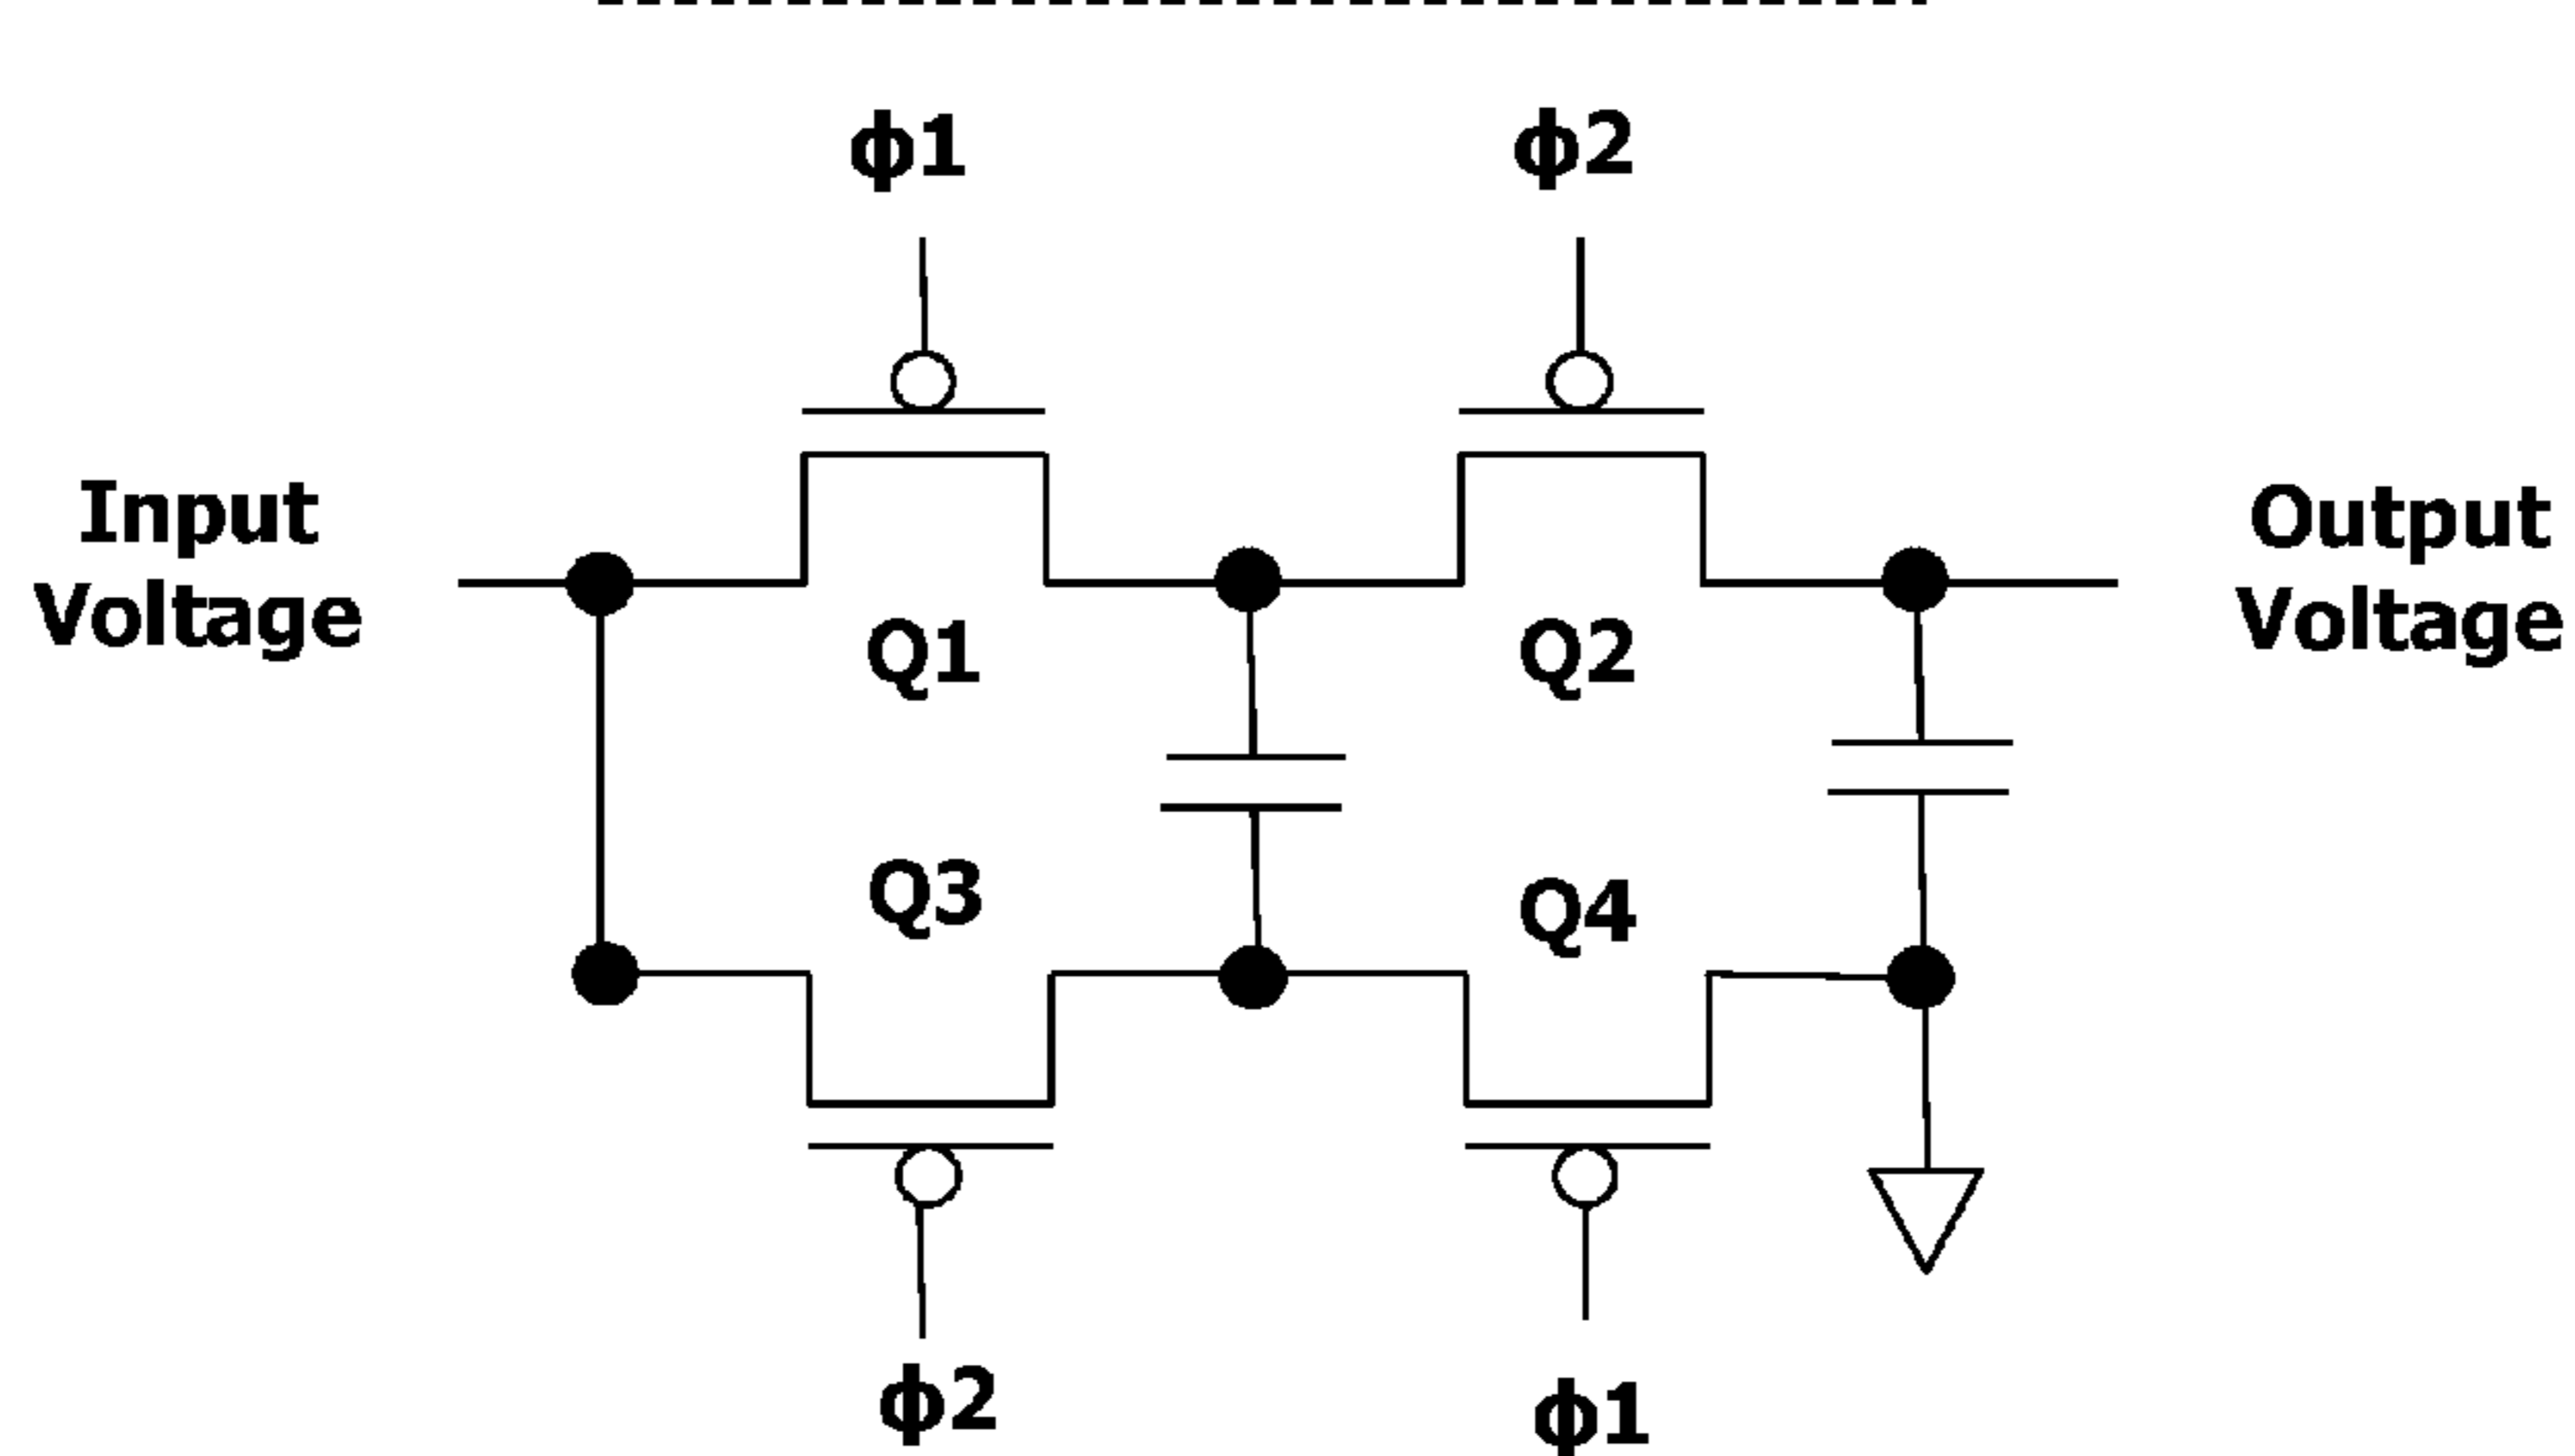 ϕ1
ϕ2
Input
Voltage
Output
Voltage
Q1
Q2
Q3
Q4
ϕ2
ϕ1